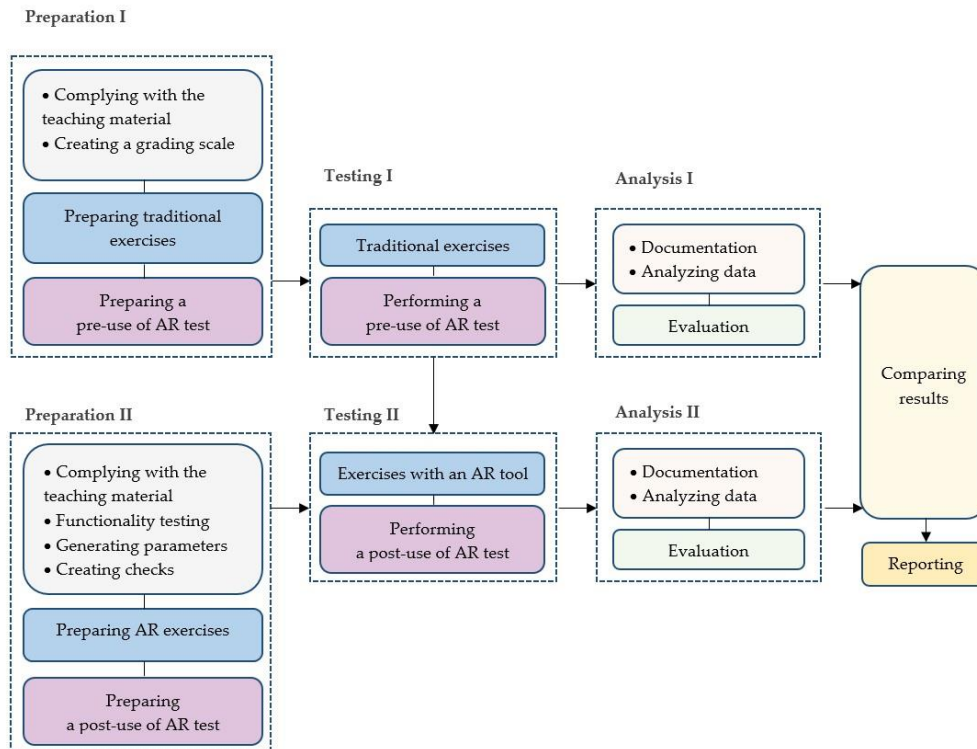 Preparation I
• Complying with the
teaching material
• Creating a grading scale
Preparing traditional
exercises
Preparing a
pre-use of AR test
Testing I
Traditional exercises
Performing a
pre-use of AR test
Analysis I
• Documentation
• Analyzing data
Evaluation
Comparing
results
Reporting
Preparation II
• Complying with the
teaching material
• Functionality testing
• Generating parameters
• Creating checks
Preparing AR exercises
Preparing
a post-use of AR test
Testing II
Exercises with an AR tool
Performing
a post-use of AR test
Analysis II
• Documentation
• Analyzing data
Evaluation